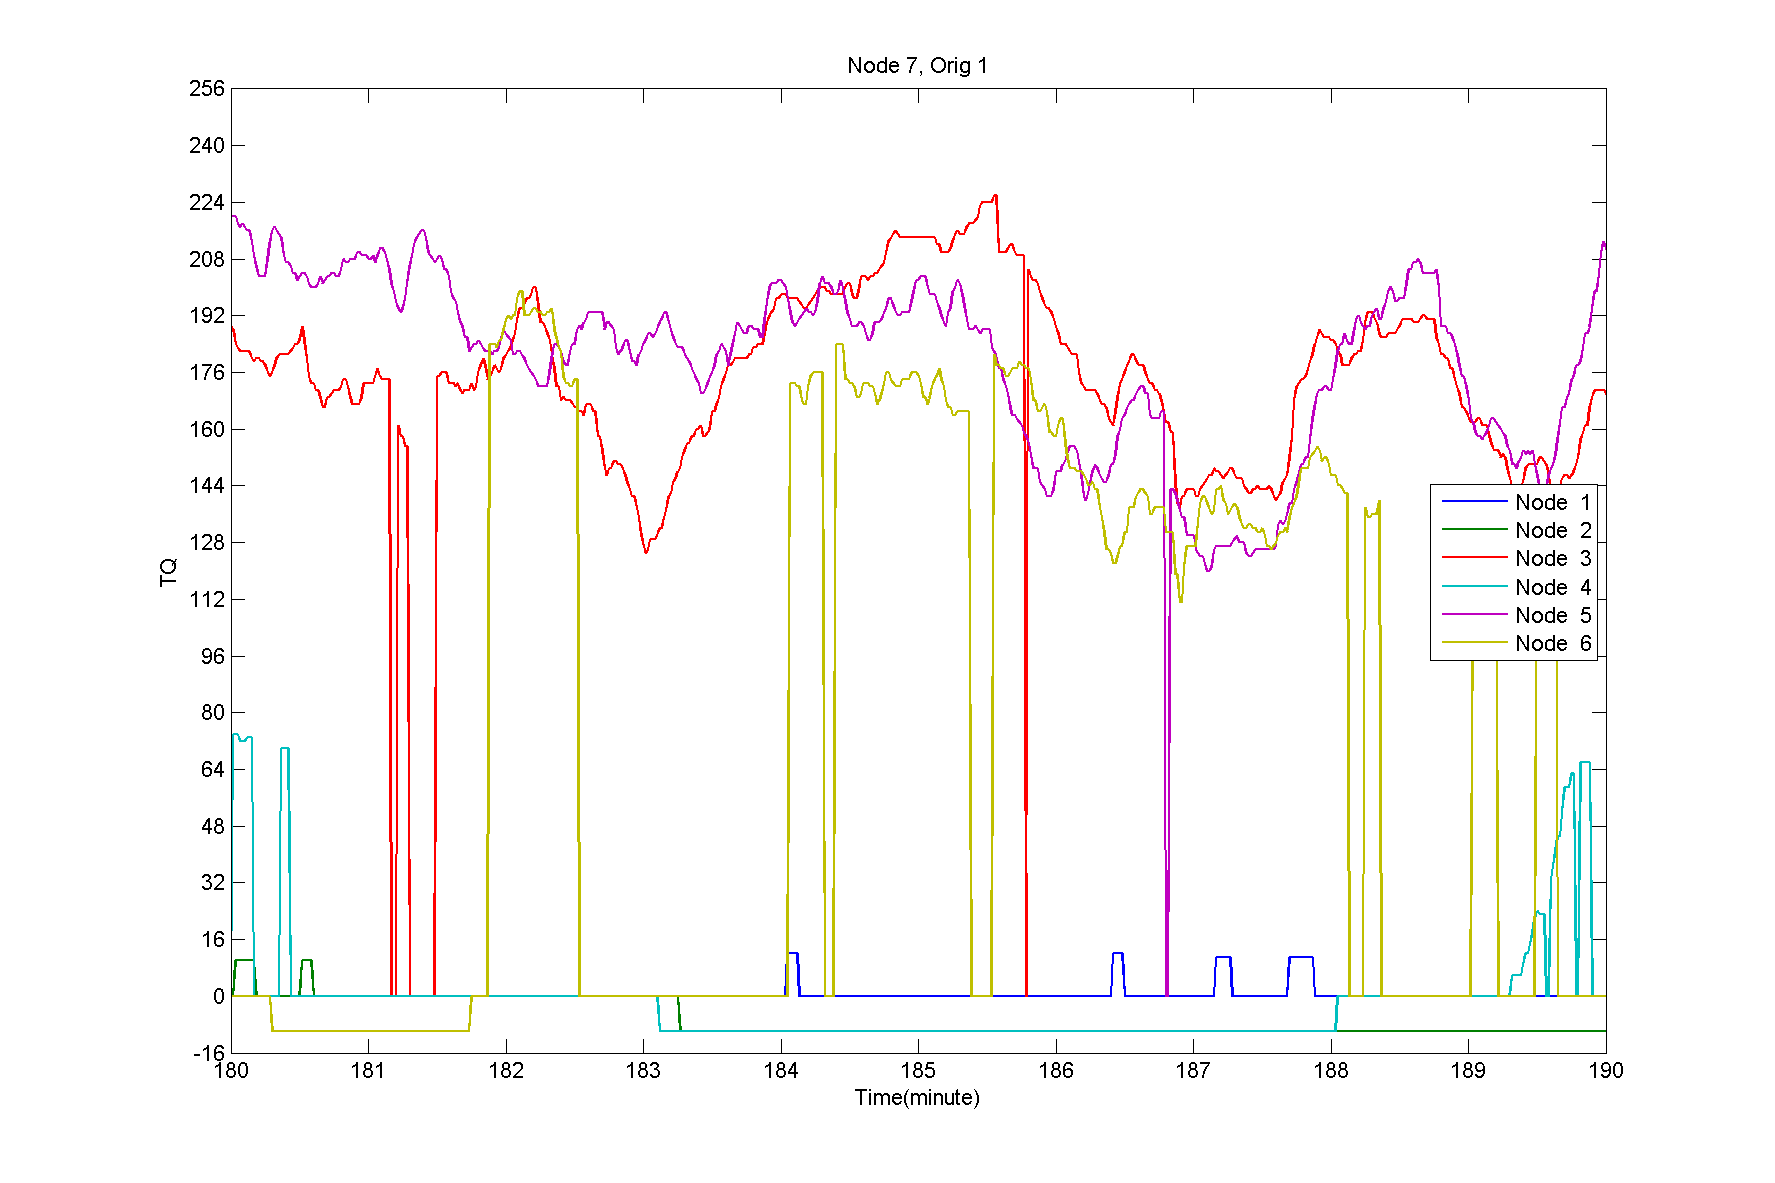 Node 7, Orig 1
256
240
224
208
192
176
160
144
128
112
96
80
64
48
32
16
0
-16
TQ
180 181 182 183 184 185 186 187 188 189 190
Time(minute)
Node 1
Node 2
Node 3
Node 4
Node 5
Node 6